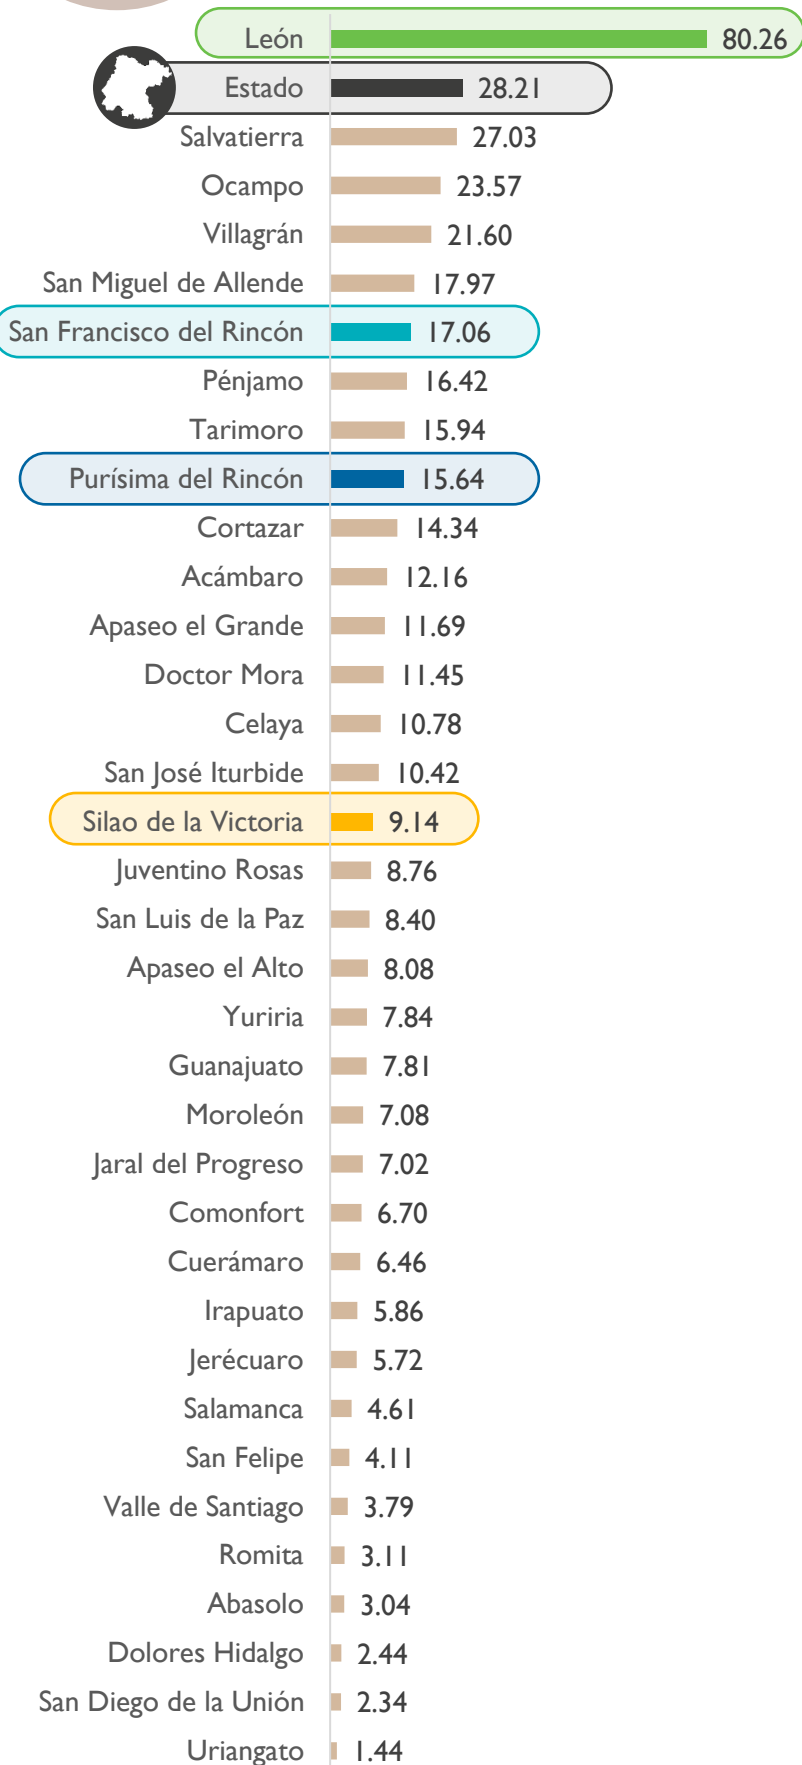 León 80.26
Estado 28.21
Salvatierra 27.03
Ocampo 23.57
Villagrán 21.60
San Miguel de Allende 17.97
San Francisco del Rincón 17.06
Pénjamo 16.42
Tarimoro 15.94
Purísima del Rincón 15.64
Cortazar 14.34
Acámbaro 12.16
Apaseo el Grande 11.69
Doctor Mora 11.45
Celaya 10.78
San José Iturbide 10.42
Silao de la Victoria 9.14
Juventino Rosas 8.76
San Luis de la Paz 8.40
Apaseo el Alto 8.08
Yuriria 7.84
Guanajuato 7.81
Moroleón 7.08
Jaral del Progreso 7.02
Comonfort 6.70
Cuerámaro 6.46
Irapuato 5.86
Jerécuaro 5.72
Salamanca 4.61
San Felipe 4.11
Valle de Santiago 3.79
Romita 3.11
Abasolo 3.04
Dolores Hidalgo 2.44
San Diego de la Unión 2.34
Uriangato 1.44